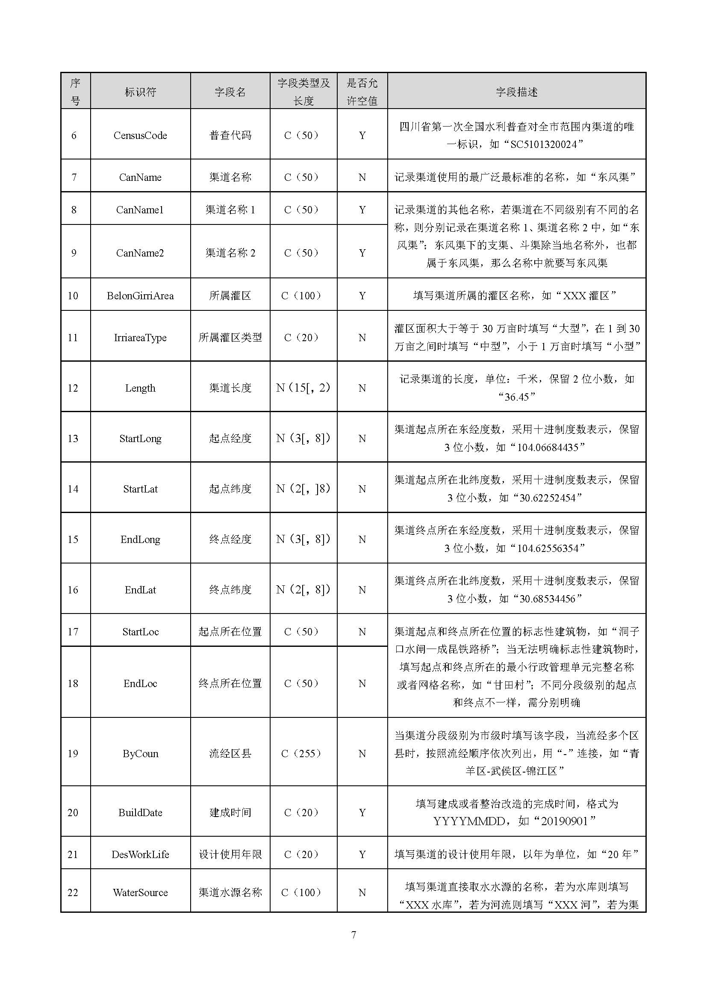 序号 标识符 字段名 字段类型及长度 是否允许空值 字段描述
6 CensusCode 普查代码 C（50） Y 四川省第一次全国水利普查对全市范围内渠道的唯
一标识，如“SC5101320024”
7 CanName 渠道名称 C（50） N 记录渠道使用的最广泛最标准的名称，如“东风渠”
8 CanName1 渠道名称 1 C（50） Y 记录渠道的其他名称，若渠道在不同级别有不同的名
称，则分别记录在渠道名称 1、渠道名称 2 中，如“东
9 CanName2 渠道名称 2 C（50） Y 风渠”；东风渠下的支渠、斗渠除当地名称外，也都
属于东风渠，那么名称中就要写东风渠
10 BelonGirriArea 所属灌区 C（100） Y 填写渠道所属的灌区名称，如“XXX 灌区”
11 IrriareaType 所属灌区类型 C（20） N 灌区面积大于等于 30 万亩时填写“大型”，在 1 到 30
万亩之间时填写“中型”，小于 1 万亩时填写“小型”
12 Length 渠道长度 N（15[，2） N 记录渠道的长度，单位：千米，保留 2 位小数，如
“36.45”
13 StartLong 起点经度 N（3[，8]） N 渠道起点所在东经度数，采用十进制度数表示，保留
3 位小数，如“104.06684435”
14 StartLat 起点纬度 N（2[，]8） N 渠道起点所在北纬度数，采用十进制度数表示，保留
3 位小数，如“30.62252454”
15 EndLong 终点经度 N（3[，8]） N 渠道终点所在东经度数，采用十进制度数表示，保留
3 位小数，如“104.62556354”
16 EndLat 终点纬度 N（2[，8]） N 渠道终点所在北纬度数，采用十进制度数表示，保留
3 位小数，如“30.68534456”
17 StartLoc 起点所在位置 C（50） N 渠道起点和终点所在位置的标志性建筑物，如“洞子
口水闸—成昆铁路桥”；当无法明确标志性建筑物时，
填写起点和终点所在的最小行政管理单元完整名称
18 EndLoc 终点所在位置 C（50） N 或者网格名称，如“甘田村”；不同分段级别的起点
和终点不一样，需分别明确
19 ByCoun 流经区县 C（255） N 当渠道分段级别为市级时填写该字段，当流经多个区
县时，按照流经顺序依次列出，用“-”连接，如“青
羊区-武侯区-锦江区”
20 BuildDate 建成时间 C（20） Y 填写建成或者整治改造的完成时间，格式为
YYYYMMDD，如“20190901”
21 DesWorkLife 设计使用年限 C（20） Y 填写渠道的设计使用年限，以年为单位，如“20 年”
22 WaterSource 渠道水源名称 C（100） N 填写渠道直接取水水源的名称，若为水库则填写
“XXX 水库”，若为河流则填写“XXX 河”，若为渠
7